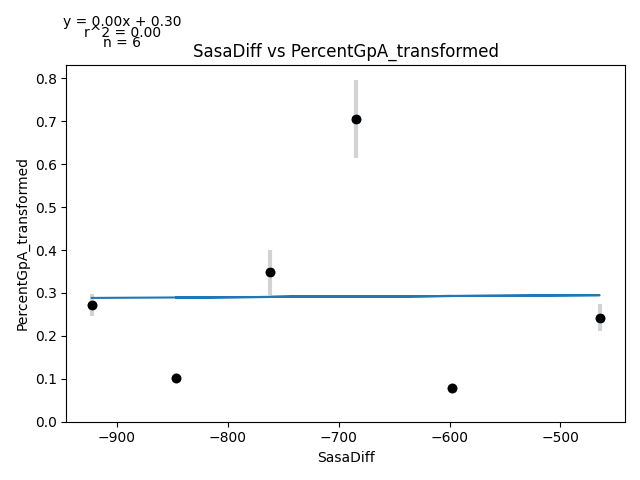 y = 0.00x + 0.30
r^2 = 0.00
n = 6
SasaDiff vs PercentGpA_transformed
PercentGpA_transformed
0.8
0.7
0.6
0.5
0.4
0.3
0.2
0.1
0.0
−900
−800
−700
−600
−500
SasaDiff